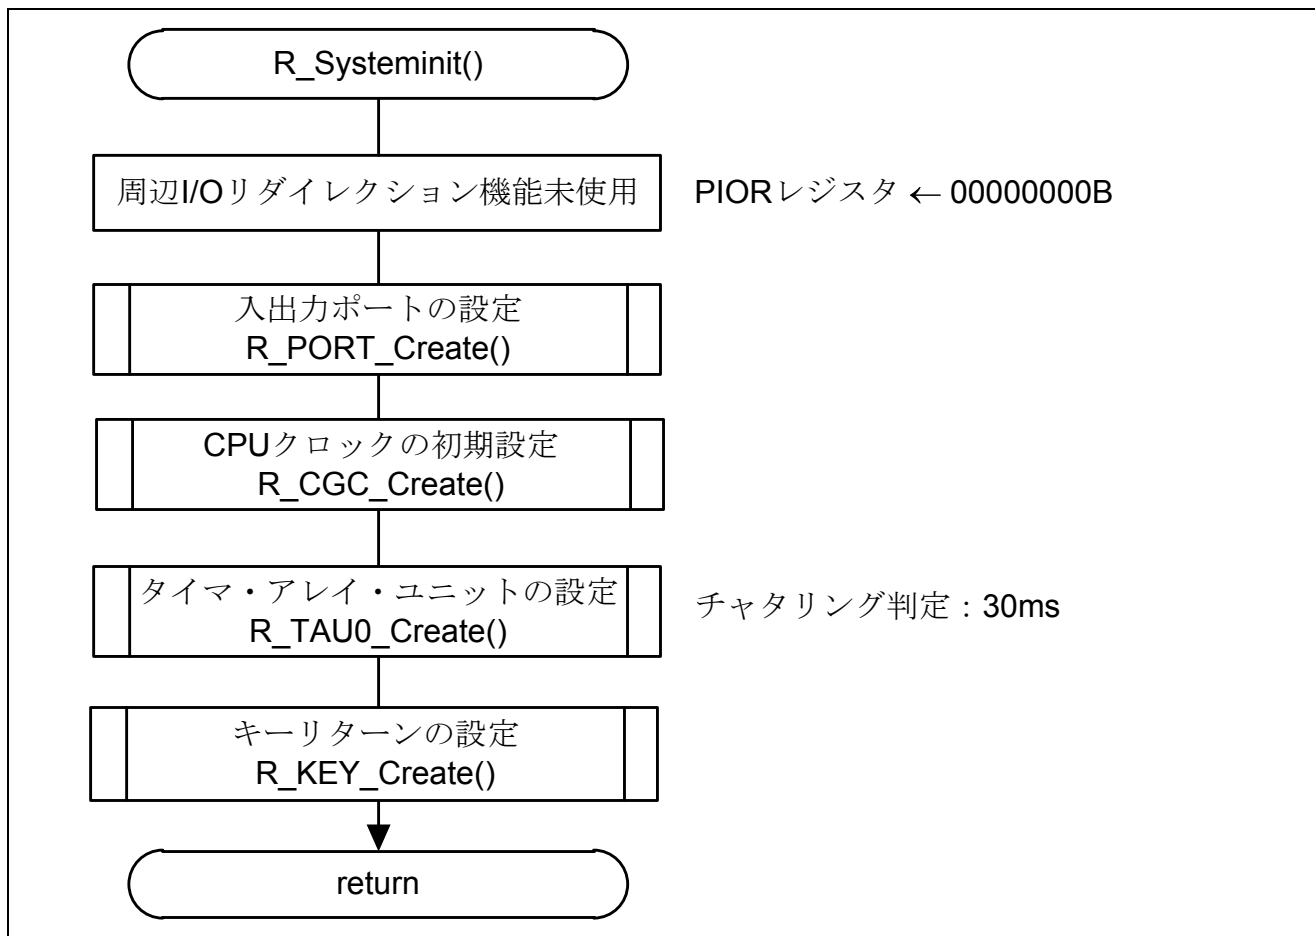 R_Systeminit()
周辺I/Oリダイレクション機能未使用
PIORレジスタ ← 00000000B
入出力ポートの設定
R_PORT_Create()
CPUクロックの初期設定
R_CGC_Create()
タイマ・アレイ・ユニットの設定
R_TAU0_Create()
チャタリング判定：30ms
キーリターンの設定
R_KEY_Create()
return